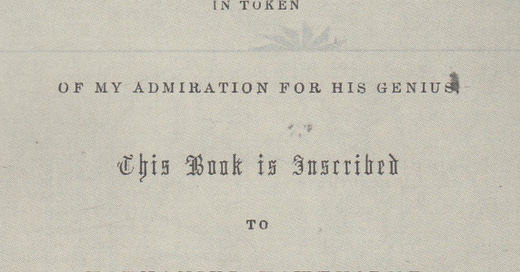 IN TOKEN
OF MY ADMIRATION FOR HIS GENIUS,
This Book is Inscribed
TO